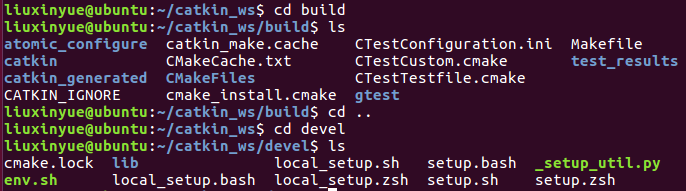 liuxinyue@ubuntu:~/catkin_ws$ cd build
liuxinyue@ubuntu:~/catkin_ws/build$ ls
atomic_configure  catkin_make.cache    CTestConfiguration.ini  Makefile
catkin            CMakeCache.txt       CTestCustom.cmake       test_results
catkin_generated  CMakeFiles           CTestTestfile.cmake
CATKIN_IGNORE     cmake_install.cmake  gtest
liuxinyue@ubuntu:~/catkin_ws/build$ cd ..
liuxinyue@ubuntu:~/catkin_ws$ cd devel
liuxinyue@ubuntu:~/catkin_ws/devel$ ls
cmake.lock  lib               local_setup.sh   setup.bash  _setup_util.py
env.sh      local_setup.bash  local_setup.zsh  setup.sh    setup.zsh